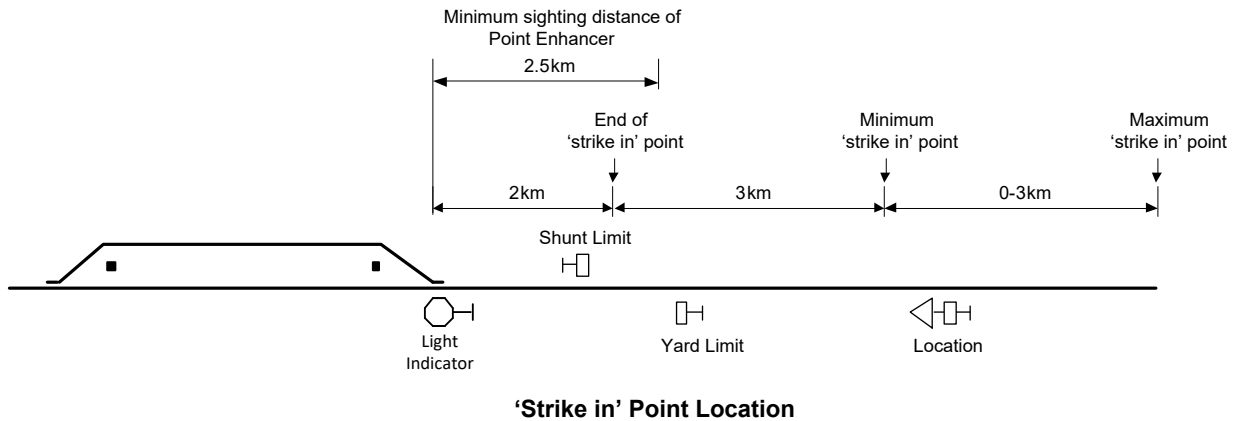 Minimum sighting distance of
Point Enhancer
2.5km
End of
‘strike in’ point
Minimum
‘strike in’ point
Maximum
‘strike in’ point
2km
3km
0-3km
Shunt Limit
Light
Indicator
Yard Limit
Location
‘Strike in’ Point Location